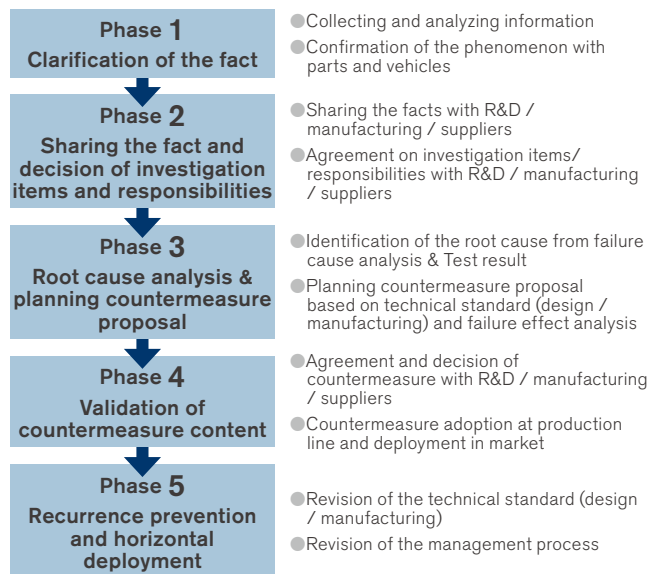 Phase 1
Clarification of the fact
●Collecting and analyzing information
●Confirmation of the phenomenon with
parts and vehicles
Phase 2
Sharing the fact and
decision of investigation
items and responsibilities
●Sharing the facts with R&D /
manufacturing / suppliers
●Agreement on investigation items/
responsibilities with R&D / manufacturing
/ suppliers
Phase 3
Root cause analysis &
planning countermeasure
proposal
●Identification of the root cause from failure
cause analysis & Test result
●Planning countermeasure proposal
based on technical standard (design /
manufacturing) and failure effect analysis
Phase 4
Validation of
countermeasure content
●Agreement and decision of
countermeasure with R&D / manufacturing
/ suppliers
●Countermeasure adoption at production
line and deployment in market
Phase 5
Recurrence prevention
and horizontal
deployment
●Revision of the technical standard (design
/ manufacturing)
●Revision of the management process